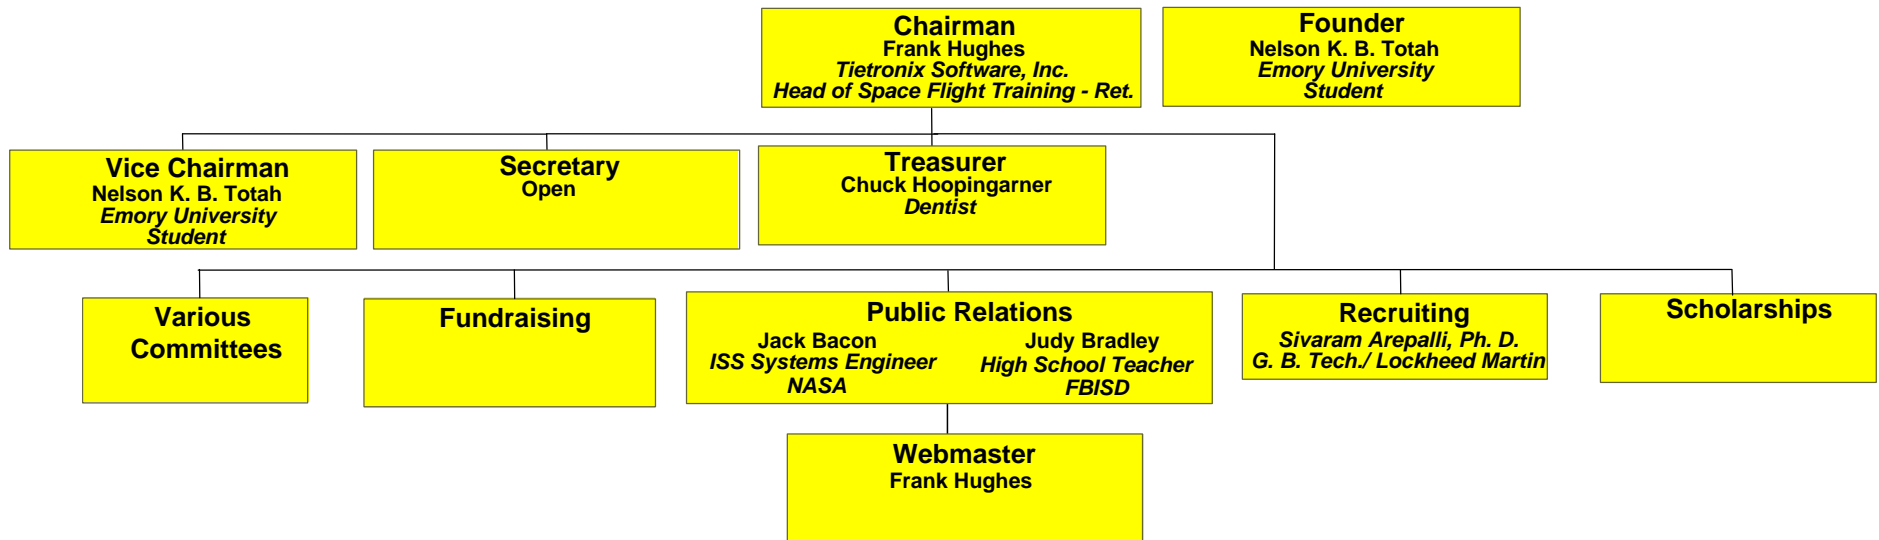 Chairman
Frank Hughes
Tietronix Software, Inc.
Head of Space Flight Training - Ret.
Founder
Nelson K. B. Totah
Emory University
Student
Vice Chairman
Nelson K. B. Totah
Emory University
Student
Secretary
Open
Treasurer
Chuck Hoopingarner
Dentist
Various
Committees
Fundraising
Public Relations
Jack Bacon
ISS Systems Engineer
NASA
Judy Bradley
High School Teacher
FBISD
Recruiting
Sivaram Arepalli, Ph. D.
G. B. Tech./ Lockheed Martin
Scholarships
Webmaster
Frank Hughes